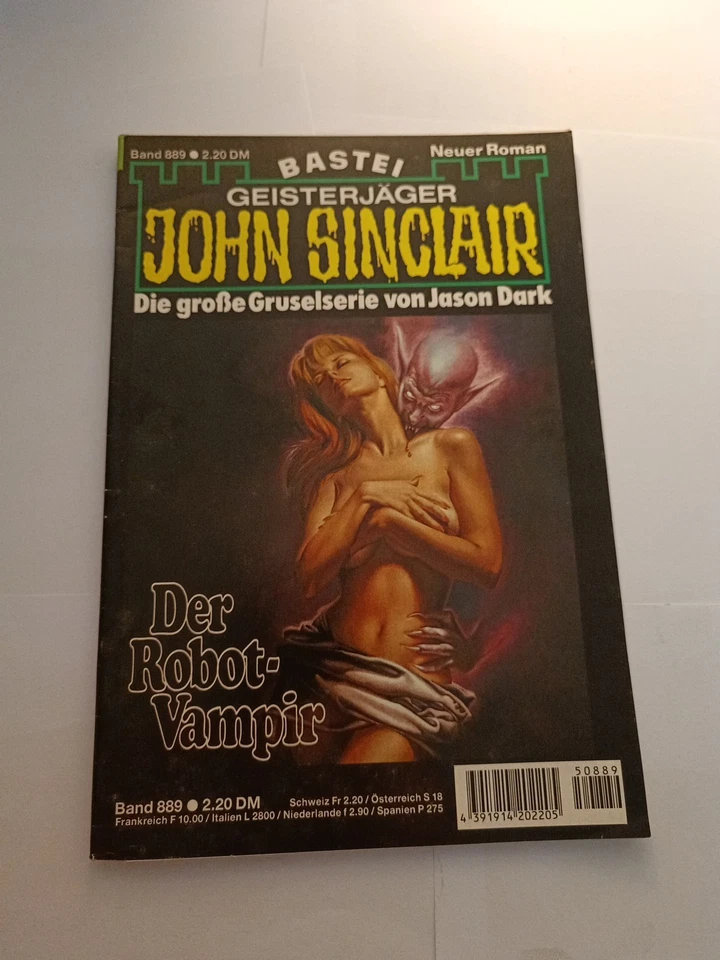 Band 889 ● 2.20 DM
BASTEI
Neuer Roman
GEISTERJÄGER
JOHN SINCLAIR
Die große Gruselserie von Jason Dark
Der
Robot-
Vampir
Band 889 ● 2.20 DM
Schweiz Fr 2.20 / Österreich S 18
Frankreich F 10.00 / Italien L 2800 / Niederlande f 2.90 / Spanien P 275
50889
4 391914 202205